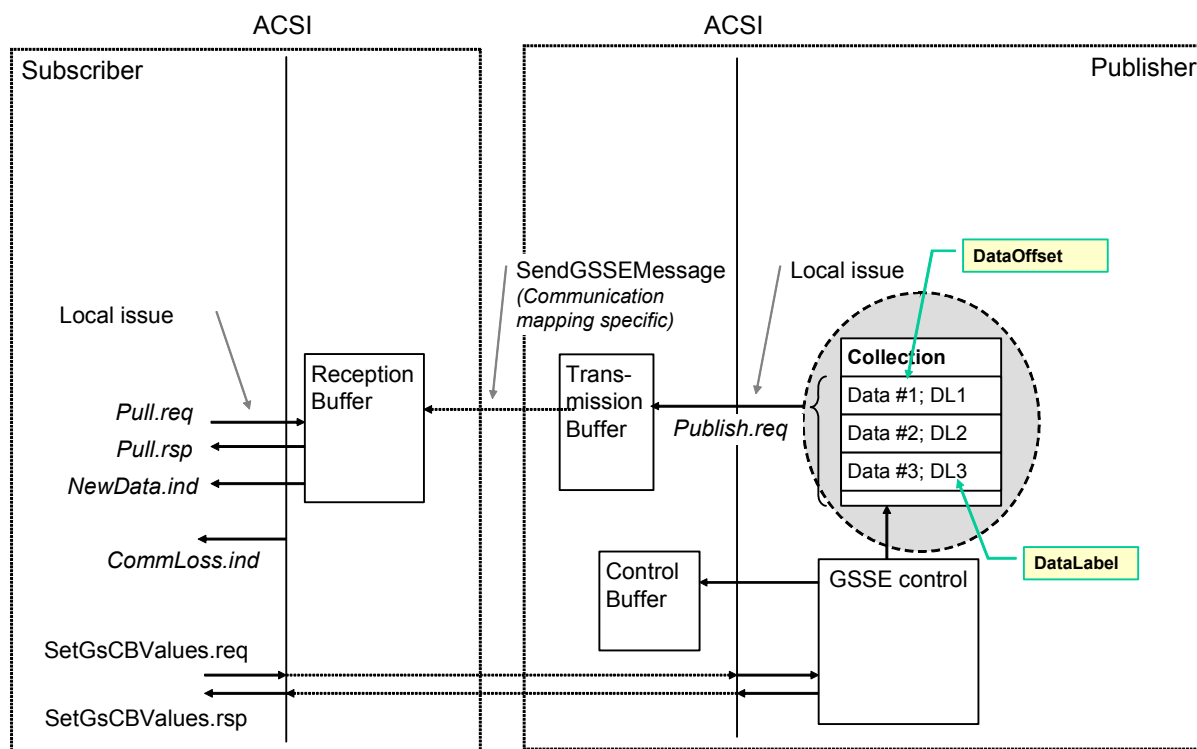 ACSI
ACSI
Subscriber
Publisher
SendGSSEMessage
(Communication
mapping specific)
Local issue
DataOffset
Local issue
Collection
Data #1; DL1
Data #2; DL2
Data #3; DL3
Reception
Buffer
Trans-
mission
Buffer
Pull.req
Pull.rsp
NewData.ind
Publish.req
CommLoss.ind
DataLabel
Control
Buffer
GSSE control
SetGsCBValues.req
SetGsCBValues.rsp